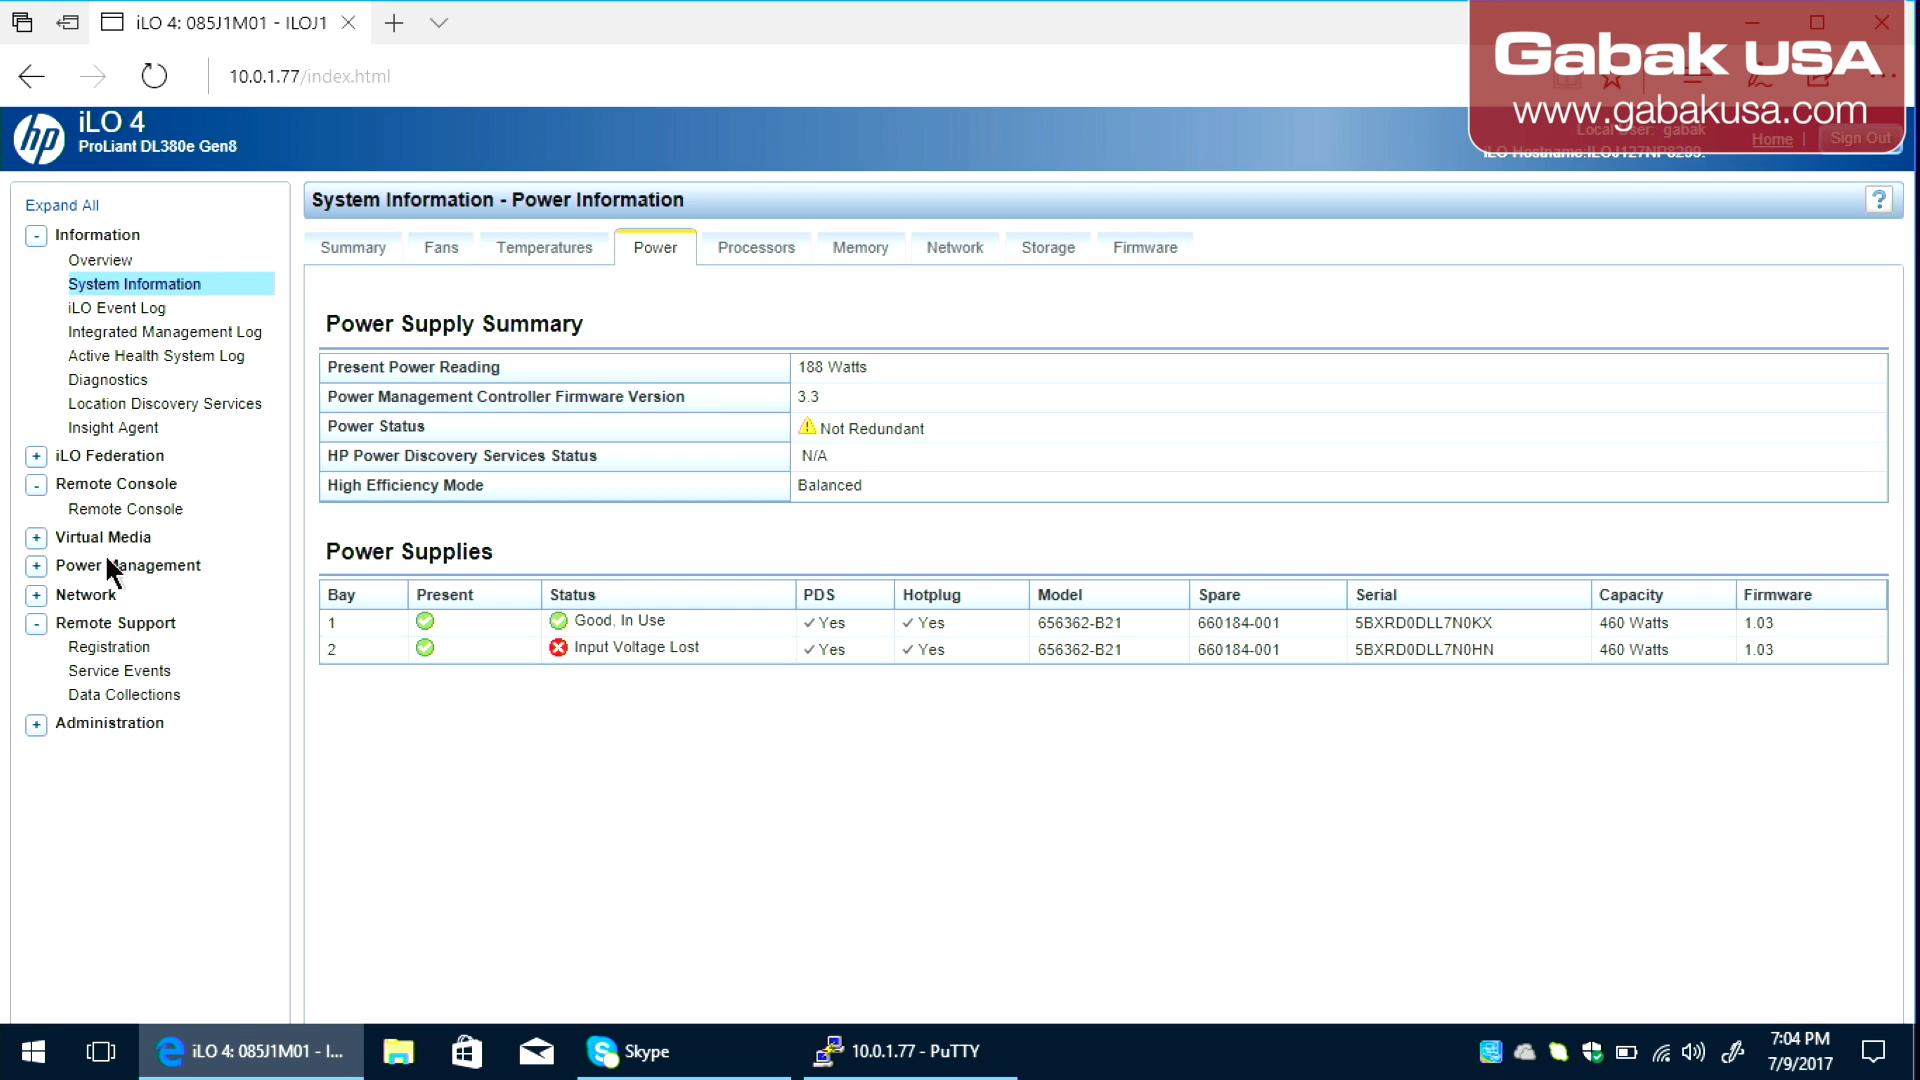 iLO 4: 085J1M01 - ILOJ1
10.0.1.77/index.html
Gabak USA
www.gabakusa.com
hp
iLO 4
ProLiant DL380e Gen8
Local User: gabak
iLO Hostname:ILOJ127NP8299.
Home |
Sign Out
Expand All
- Information
Overview
System Information
iLO Event Log
Integrated Management Log
Active Health System Log
Diagnostics
Location Discovery Services
Insight Agent
+ iLO Federation
- Remote Console
Remote Console
+ Virtual Media
+ Power Management
+ Network
- Remote Support
Registration
Service Events
Data Collections
+ Administration
System Information - Power Information
?
Summary Fans Temperatures Power Processors Memory Network Storage Firmware
Power Supply Summary
Present Power Reading 188 Watts
Power Management Controller Firmware Version 3.3
Power Status Not Redundant
HP Power Discovery Services Status N/A
High Efficiency Mode Balanced
Power Supplies
Bay Present Status PDS Hotplug Model Spare Serial Capacity Firmware
1 Good, In Use ✓ Yes ✓ Yes 656362-B21 660184-001 5BXRD0DLL7N0KX 460 Watts 1.03
2 Input Voltage Lost ✓ Yes ✓ Yes 656362-B21 660184-001 5BXRD0DLL7N0HN 460 Watts 1.03
iLO 4: 085J1M01 - I...
Skype
10.0.1.77 - PuTTY
7:04 PM
7/9/2017